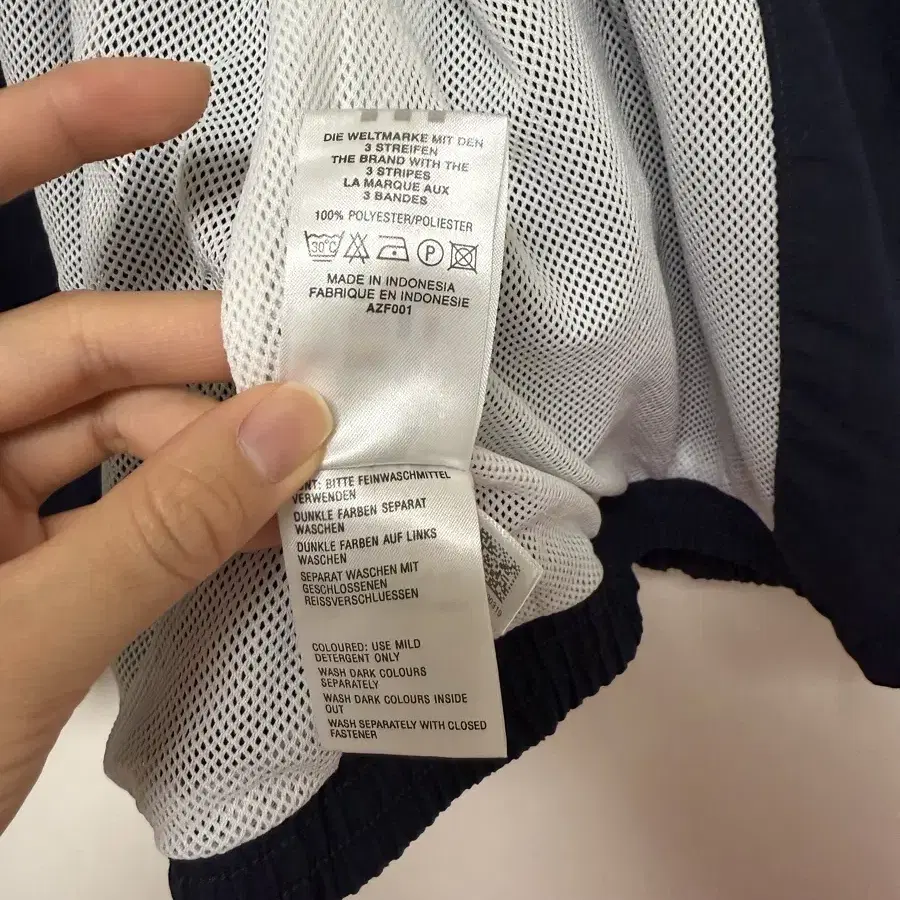 DIE WELTMARKE MIT DEN
3 STREIFEN
THE BRAND WITH THE
3 STRIPES
LA MARQUE AUX
3 BANDES
100% POLYESTER/POLIESTER
30°C
P
MADE IN INDONESIA
FABRIQUE EN INDONESIE
AZF001
BITTE FEINWASCHMITTEL
VERWENDEN
DUNKLE FARBEN SEPARAT
WASCHEN
DUNKLE FARBEN AUF LINKS
WASCHEN
SEPARAT WASCHEN MIT
GESCHLOSSENEN
REISSVERSCHLUESSEN
COLOURED: USE MILD
DETERGENT ONLY
WASH DARK COLOURS
SEPARATELY
WASH DARK COLOURS INSIDE
OUT
WASH SEPARATELY WITH CLOSED
FASTENER